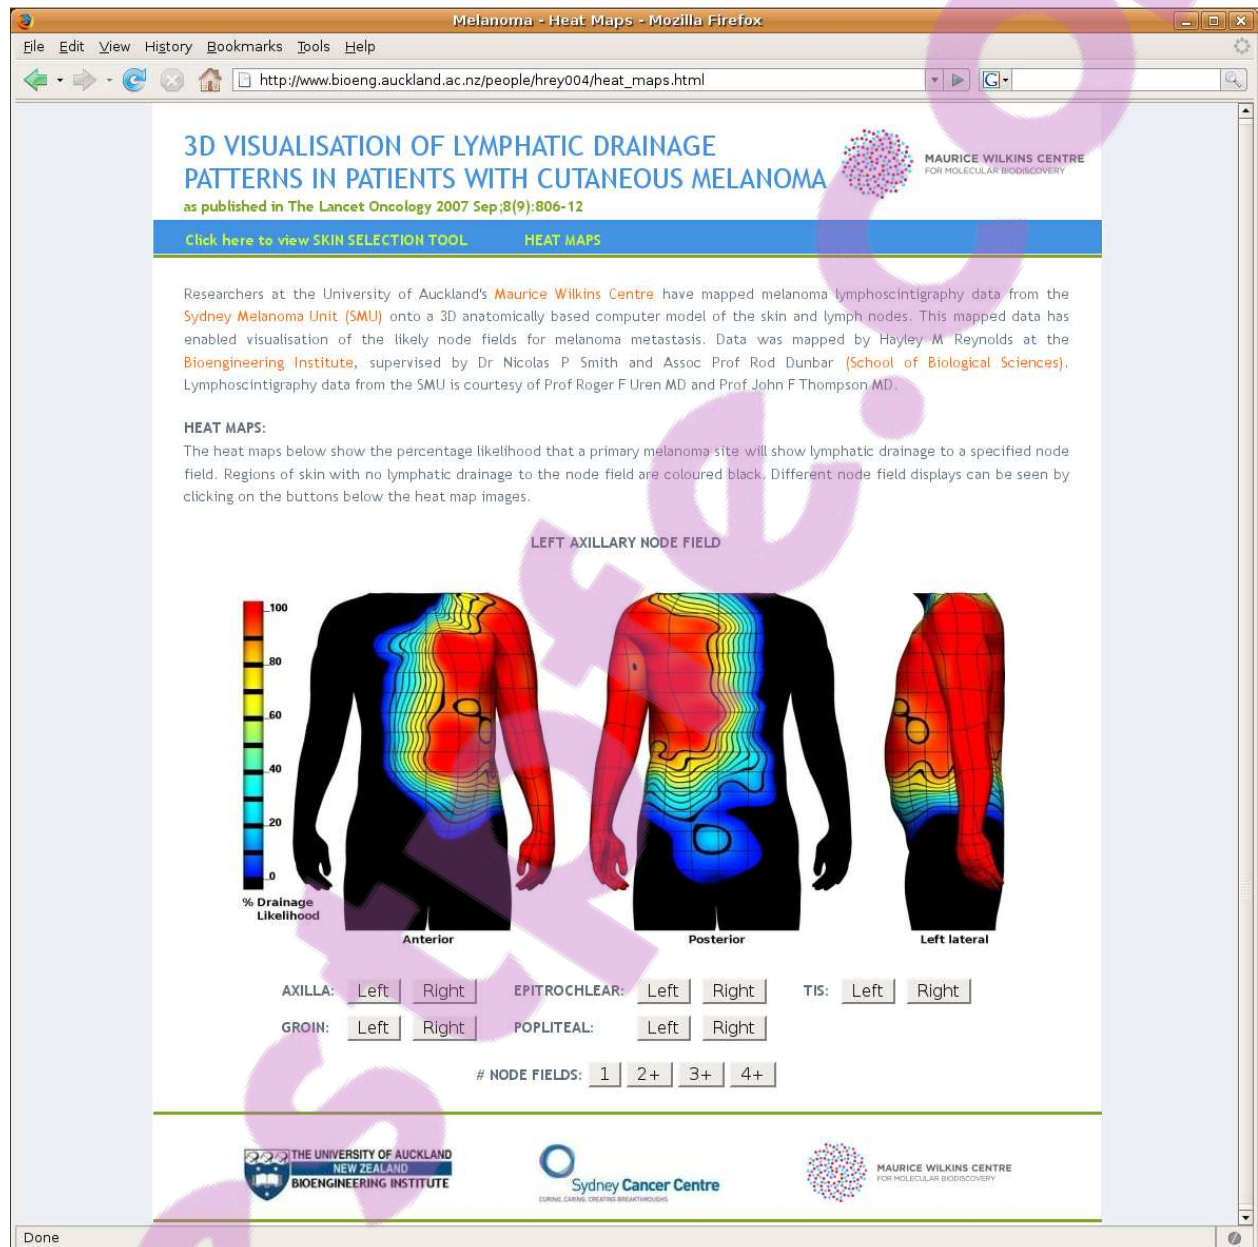 Melanoma - Heat Maps - Mozilla Firefox
File Edit View History Bookmarks Tools Help
http://www.bioeng.auckland.ac.nz/people/hrey004/heat_maps.html
G
3D VISUALISATION OF LYMPHATIC DRAINAGE
PATTERNS IN PATIENTS WITH CUTANEOUS MELANOMA
as published in The Lancet Oncology 2007 Sep;8(9):806-12
MAURICE WILKINS CENTRE
FOR MOLECULAR BIODISCOVERY
Click here to view SKIN SELECTION TOOL HEAT MAPS
Researchers at the University of Auckland's Maurice Wilkins Centre have mapped melanoma lymphoscintigraphy data from the
Sydney Melanoma Unit (SMU) onto a 3D anatomically based computer model of the skin and lymph nodes. This mapped data has
enabled visualisation of the likely node fields for melanoma metastasis. Data was mapped by Hayley M Reynolds at the
Bioengineering Institute, supervised by Dr Nicolas P Smith and Assoc Prof Rod Dunbar (School of Biological Sciences).
Lymphoscintigraphy data from the SMU is courtesy of Prof Roger F Uren MD and Prof John F Thompson MD.
HEAT MAPS:
The heat maps below show the percentage likelihood that a primary melanoma site will show lymphatic drainage to a specified node
field. Regions of skin with no lymphatic drainage to the node field are coloured black. Different node field displays can be seen by
clicking on the buttons below the heat map images.
LEFT AXILLARY NODE FIELD
100
80
60
40
20
0
% Drainage
Likelihood
Anterior Posterior Left lateral
AXILLA: Left Right EPITROCHLEAR: Left Right TIS: Left Right
GROIN: Left Right POPLITEAL: Left Right
# NODE FIELDS: 1 2+ 3+ 4+
THE UNIVERSITY OF AUCKLAND
NEW ZEALAND
BIOENGINEERING INSTITUTE
Sydney Cancer Centre
CURING. CARING. CREATING BREAKTHROUGHS.
MAURICE WILKINS CENTRE
FOR MOLECULAR BIODISCOVERY
Done